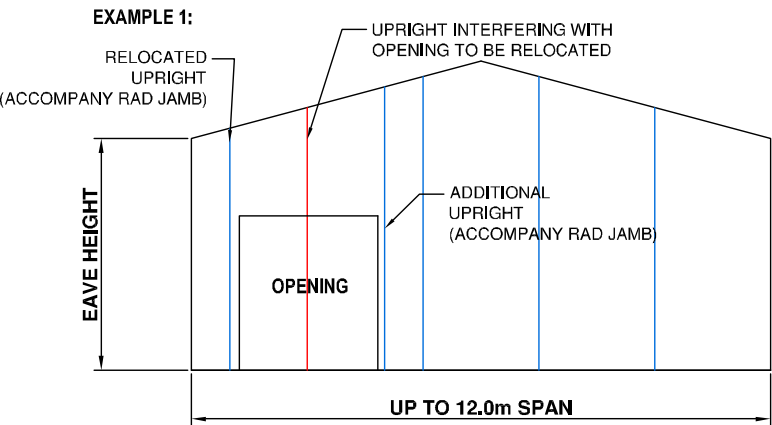 EXAMPLE 1:
UPRIGHT INTERFERING WITH
OPENING TO BE RELOCATED
RELOCATED
UPRIGHT
(ACCOMPANY RAD JAMB)
ADDITIONAL
UPRIGHT
(ACCOMPANY RAD JAMB)
EAVE HEIGHT
OPENING
UP TO 12.0m SPAN